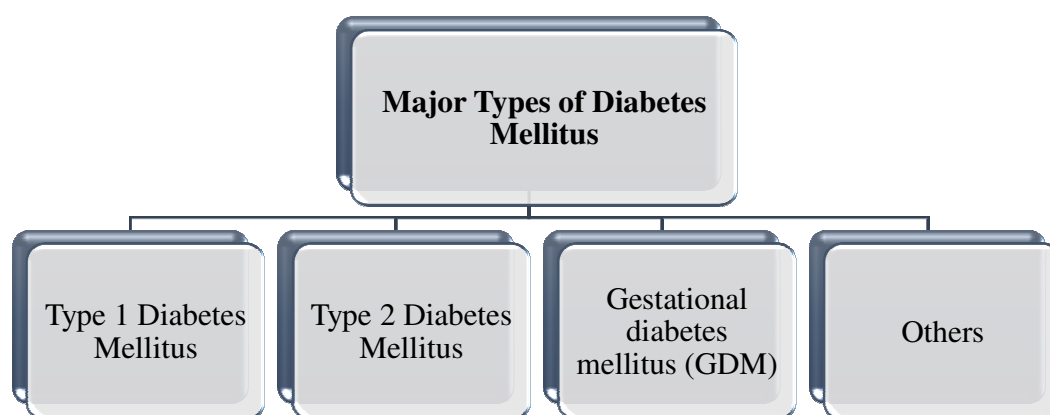 Major Types of Diabetes
Mellitus
Type 1 Diabetes
Mellitus
Type 2 Diabetes
Mellitus
Gestational
diabetes
mellitus (GDM)
Others